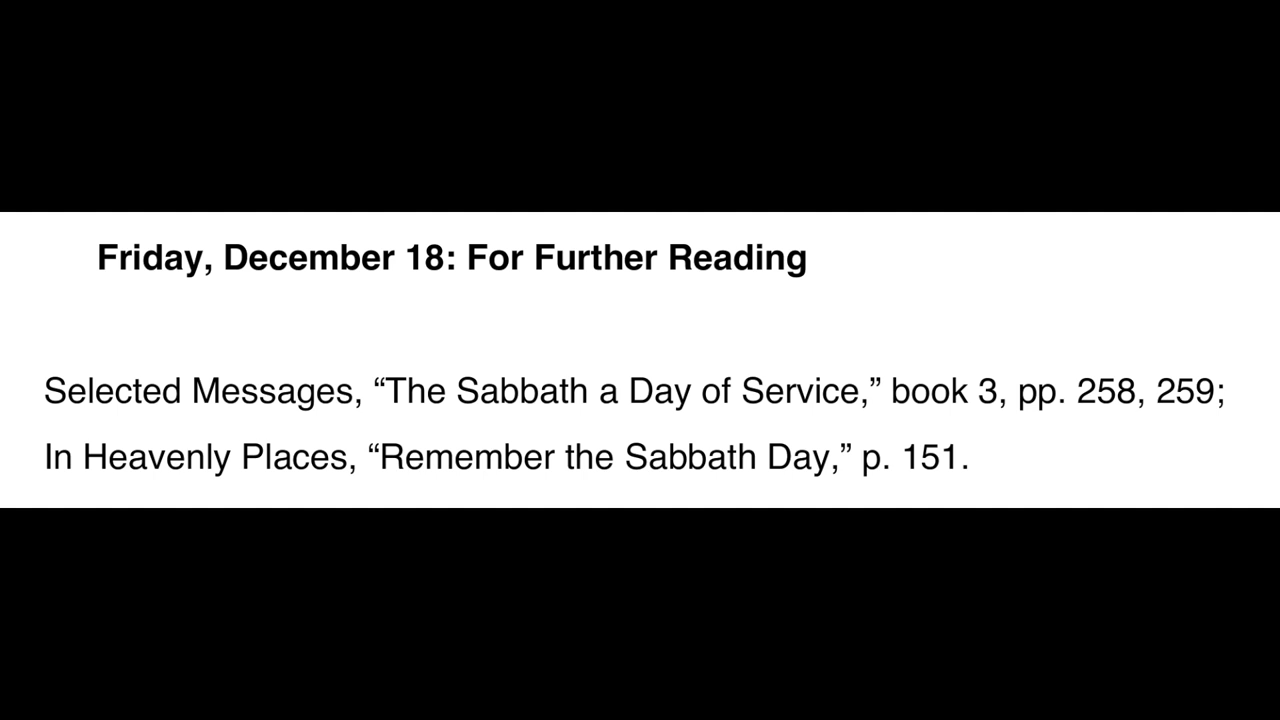 Friday, December 18: For Further Reading
Selected Messages, “The Sabbath a Day of Service,” book 3, pp. 258, 259;
In Heavenly Places, “Remember the Sabbath Day,” p. 151.